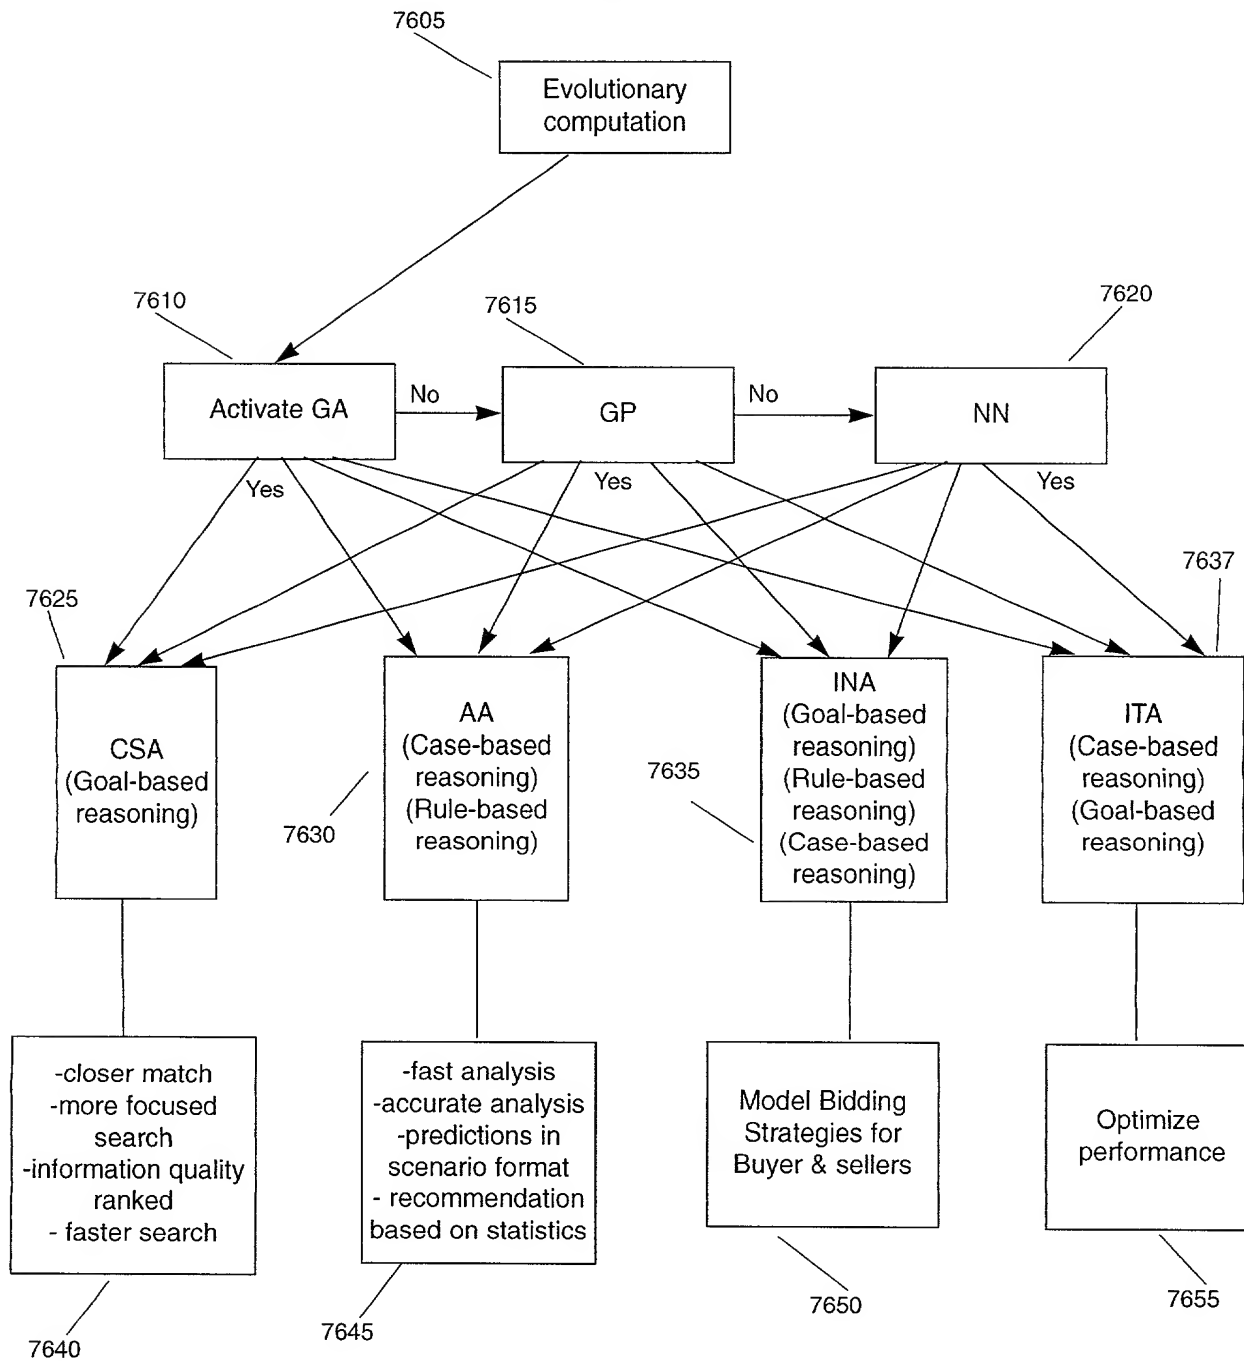 7605
Evolutionary
computation
7610
7615
7620
Activate GA
No
GP
No
NN
Yes
Yes
Yes
7625
7637
CSA
(Goal-based
reasoning)
AA
(Case-based
reasoning)
(Rule-based
reasoning)
7630
INA
(Goal-based
reasoning)
(Rule-based
reasoning)
(Case-based
reasoning)
7635
ITA
(Case-based
reasoning)
(Goal-based
reasoning)
-closer match
-more focused
search
-information quality
ranked
- faster search
7640
-fast analysis
-accurate analysis
-predictions in
scenario format
- recommendation
based on statistics
7645
Model Bidding
Strategies for
Buyer & sellers
7650
Optimize
performance
7655